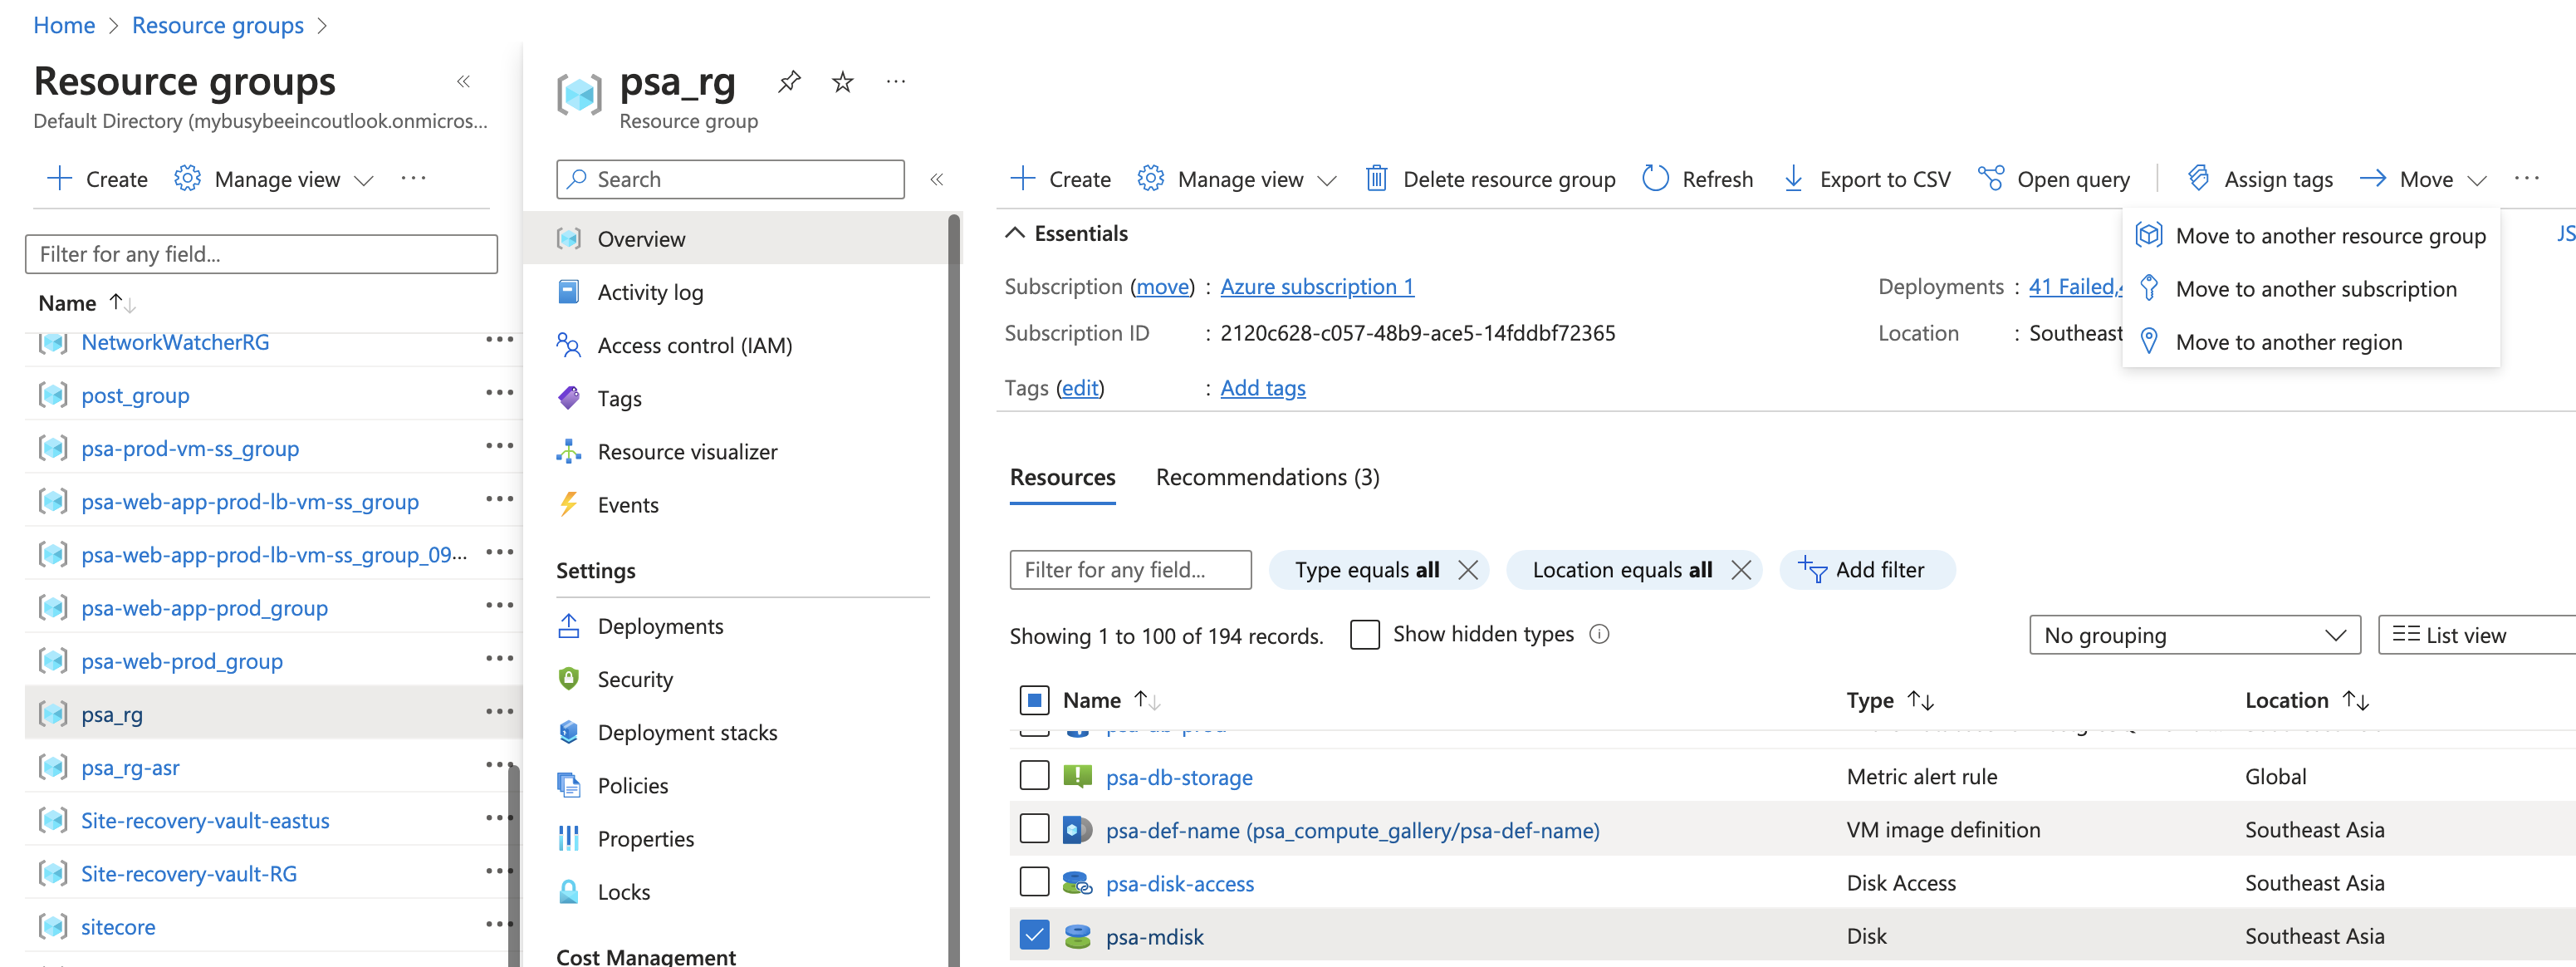 Home > Resource groups >
Resource groups
Default Directory (mybusybeeincoutlook.onmicros...
Create Manage view ...
Filter for any field...
Name
NetworkWatcherRG
post_group
psa-prod-vm-ss_group
psa-web-app-prod-lb-vm-ss_group
psa-web-app-prod-lb-vm-ss_group_09...
psa-web-app-prod_group
psa-web-prod_group
psa_rg
psa_rg-asr
Site-recovery-vault-eastus
Site-recovery-vault-RG
sitecore
psa_rg
Resource group
Search
Overview
Activity log
Access control (IAM)
Tags
Resource visualizer
Events
Settings
Deployments
Security
Deployment stacks
Policies
Properties
Locks
Cost Management
Create Manage view Delete resource group Refresh Export to CSV Open query Assign tags Move ...
Move to another resource group
Move to another subscription
Move to another region
Essentials
JS
Subscription (move) : Azure subscription 1
Deployments : 41 Failed,
Subscription ID : 2120c628-c057-48b9-ace5-14fddbf72365
Location : Southeast
Tags (edit) : Add tags
Resources Recommendations (3)
Filter for any field... Type equals all Location equals all Add filter
Showing 1 to 100 of 194 records. Show hidden types
No grouping List view
Name Type Location
psa-db-storage Metric alert rule Global
psa-def-name (psa_compute_gallery/psa-def-name) VM image definition Southeast Asia
psa-disk-access Disk Access Southeast Asia
psa-mdisk Disk Southeast Asia